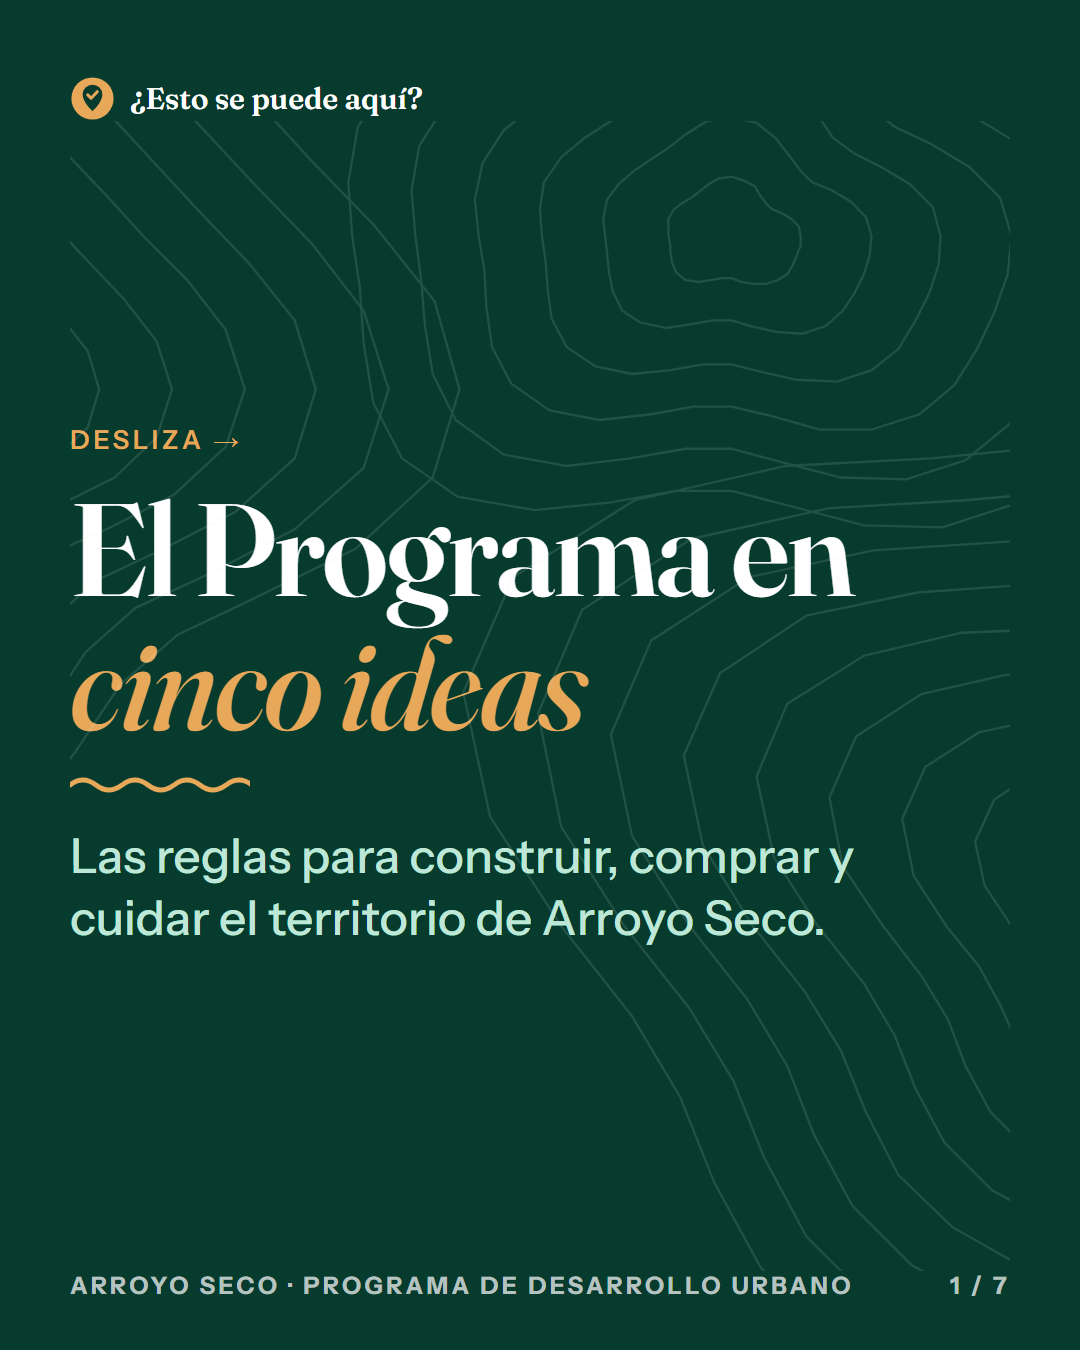 ¿Esto se puede aquí?
DESLIZA →
El Programa en
cinco ideas
Las reglas para construir, comprar y
cuidar el territorio de Arroyo Seco.
ARROYO SECO · PROGRAMA DE DESARROLLO URBANO 1 / 7